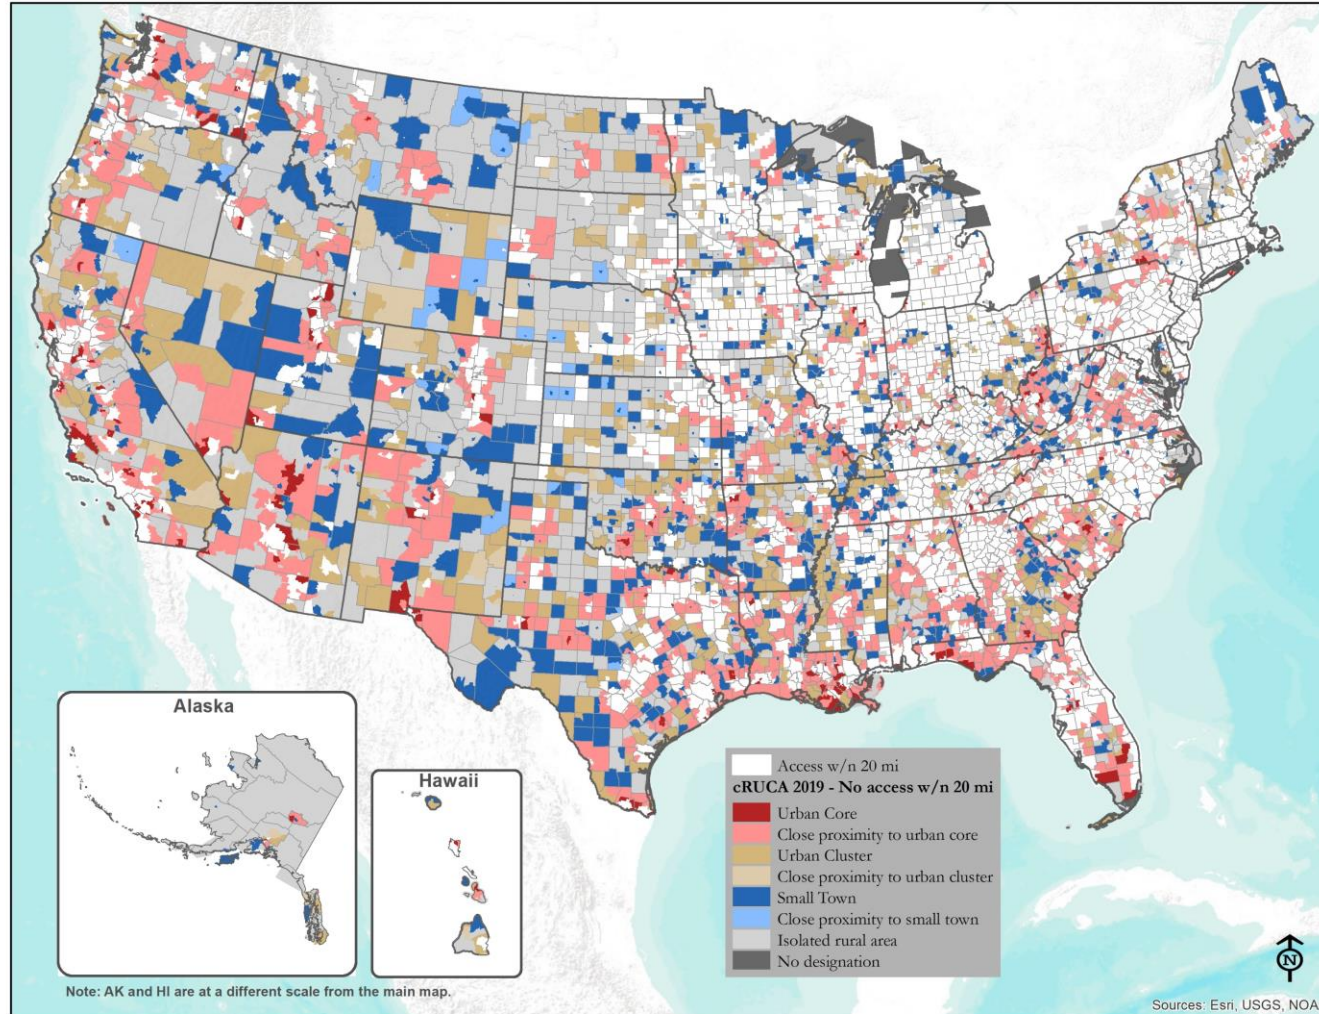 Alaska
Hawaii
Note: AK and HI are at a different scale from the main map.
Access w/n 20 mi
cRUCA 2019 - No access w/n 20 mi
Urban Core
Close proximity to urban core
Urban Cluster
Close proximity to urban cluster
Small Town
Close proximity to small town
Isolated rural area
No designation
N
Sources: Esri, USGS, NOA